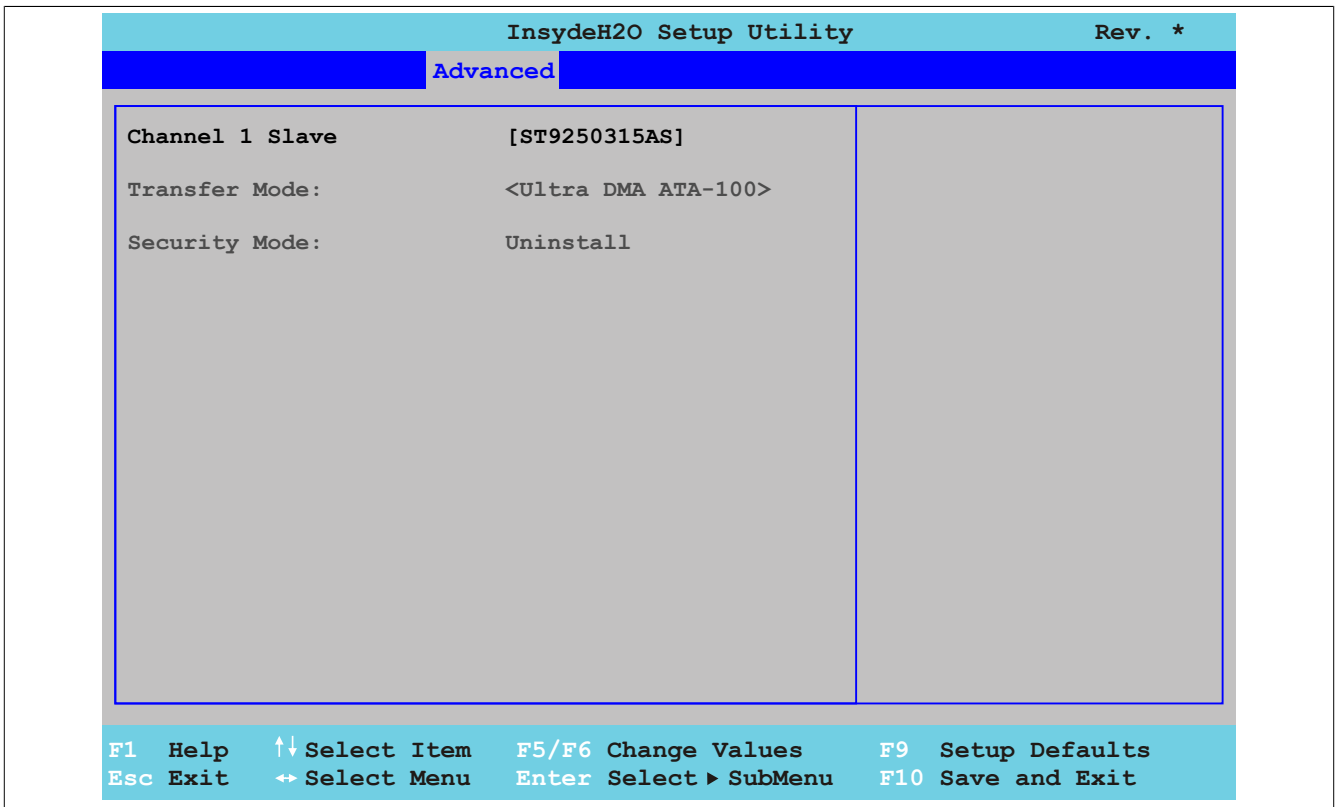 InsydeH2O Setup Utility Rev. *
Advanced
Channel 1 Slave [ST9250315AS]
Transfer Mode: <Ultra DMA ATA-100>
Security Mode: Uninstall
F1 Help ↑↓ Select Item F5/F6 Change Values F9 Setup Defaults
Esc Exit ↔ Select Menu Enter Select ▶ SubMenu F10 Save and Exit